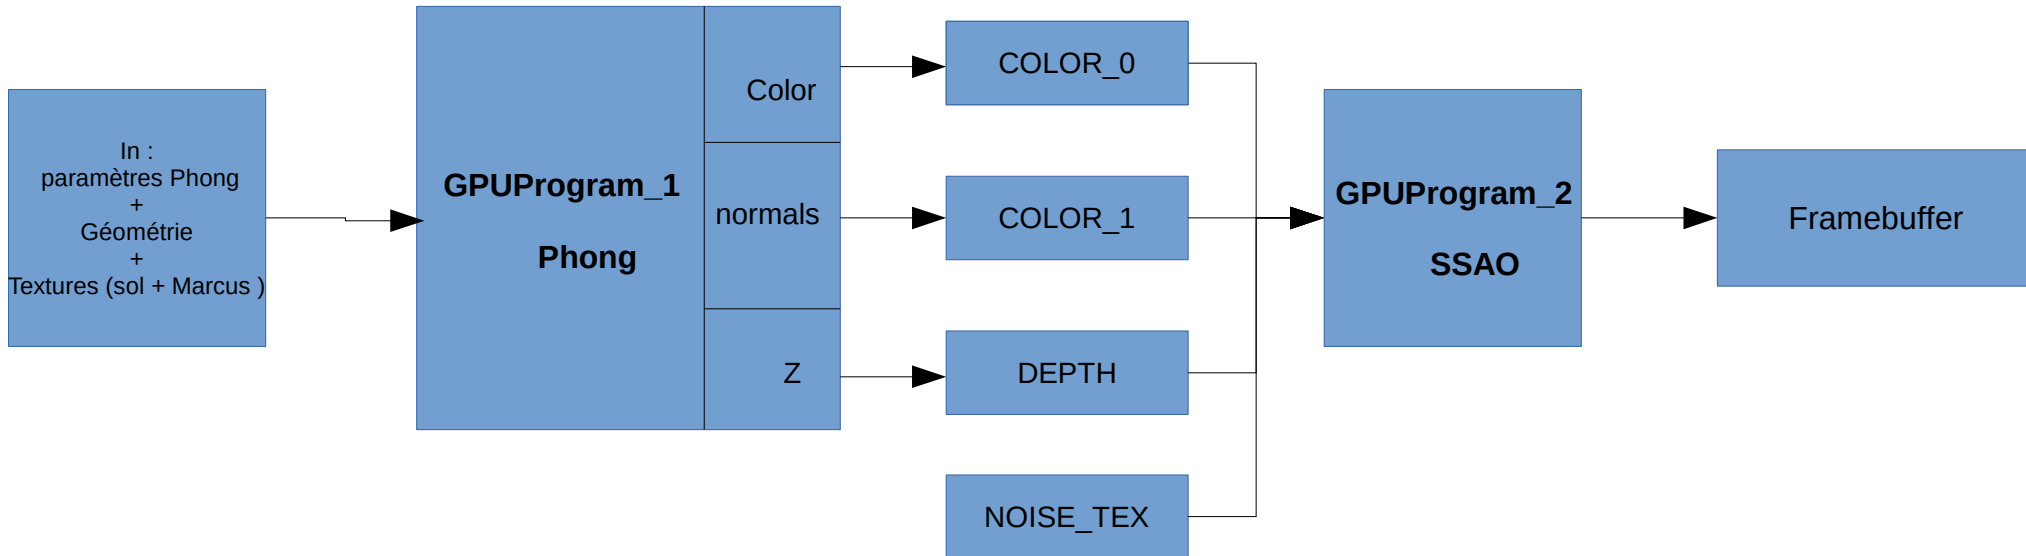 In :
paramètres Phong
+
Géométrie
+
Textures (sol + Marcus )
GPUProgram_1
Phong
Color
normals
Z
COLOR_0
COLOR_1
DEPTH
NOISE_TEX
GPUProgram_2
SSAO
Framebuffer